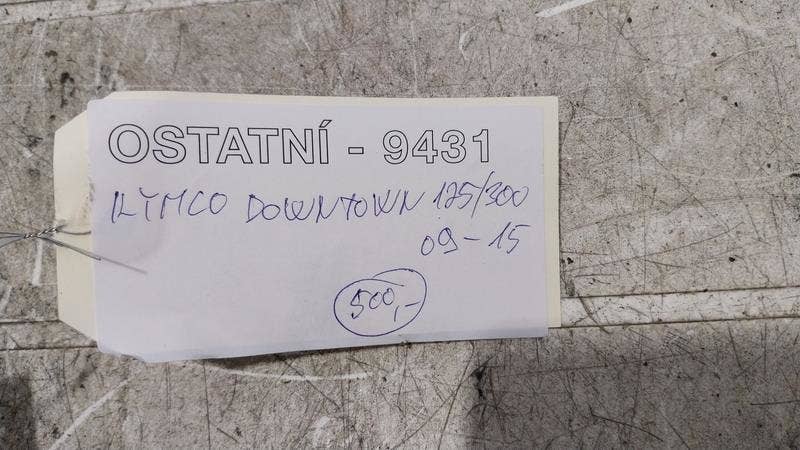 OSTATNÍ - 9431
KYMCO DOWNTOWN 125/300
09-15
500,-